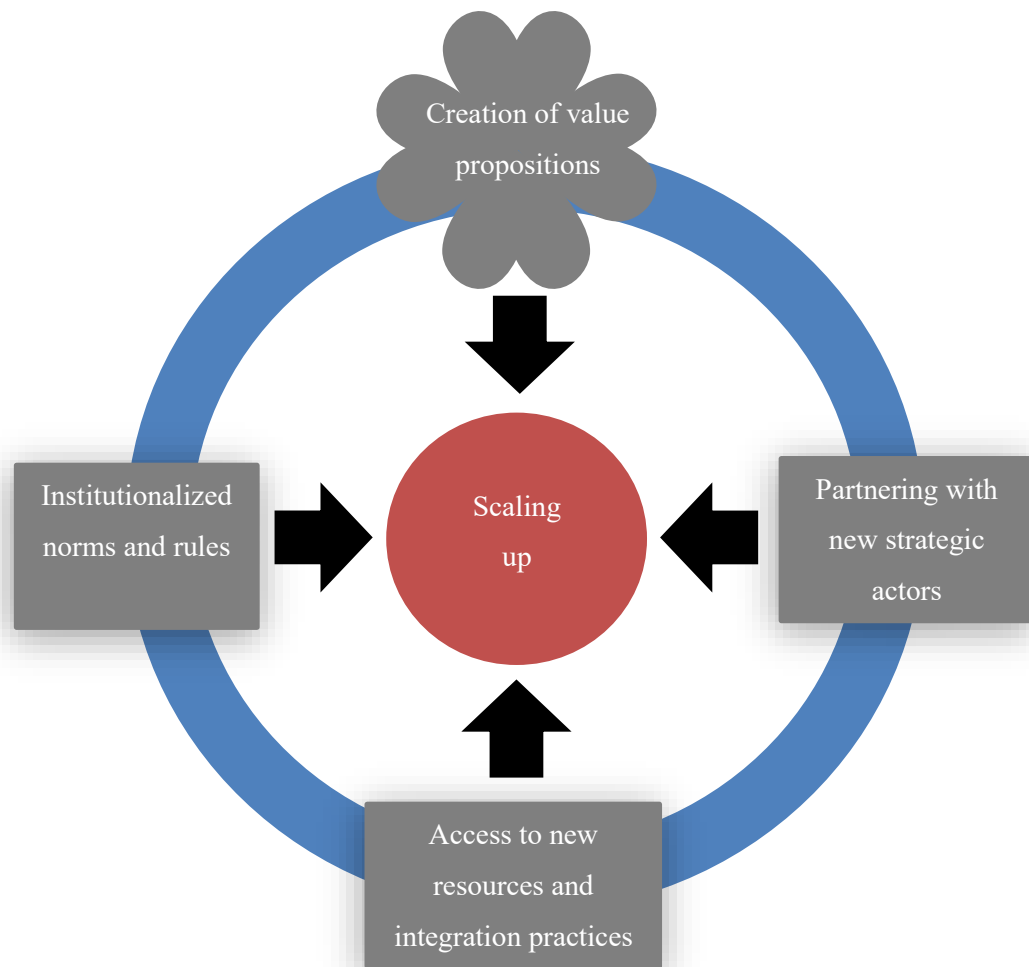 Creation of value
propositions
Institutionalized
norms and rules
Scaling
up
Partnering with
new strategic
actors
Access to new
resources and
integration practices